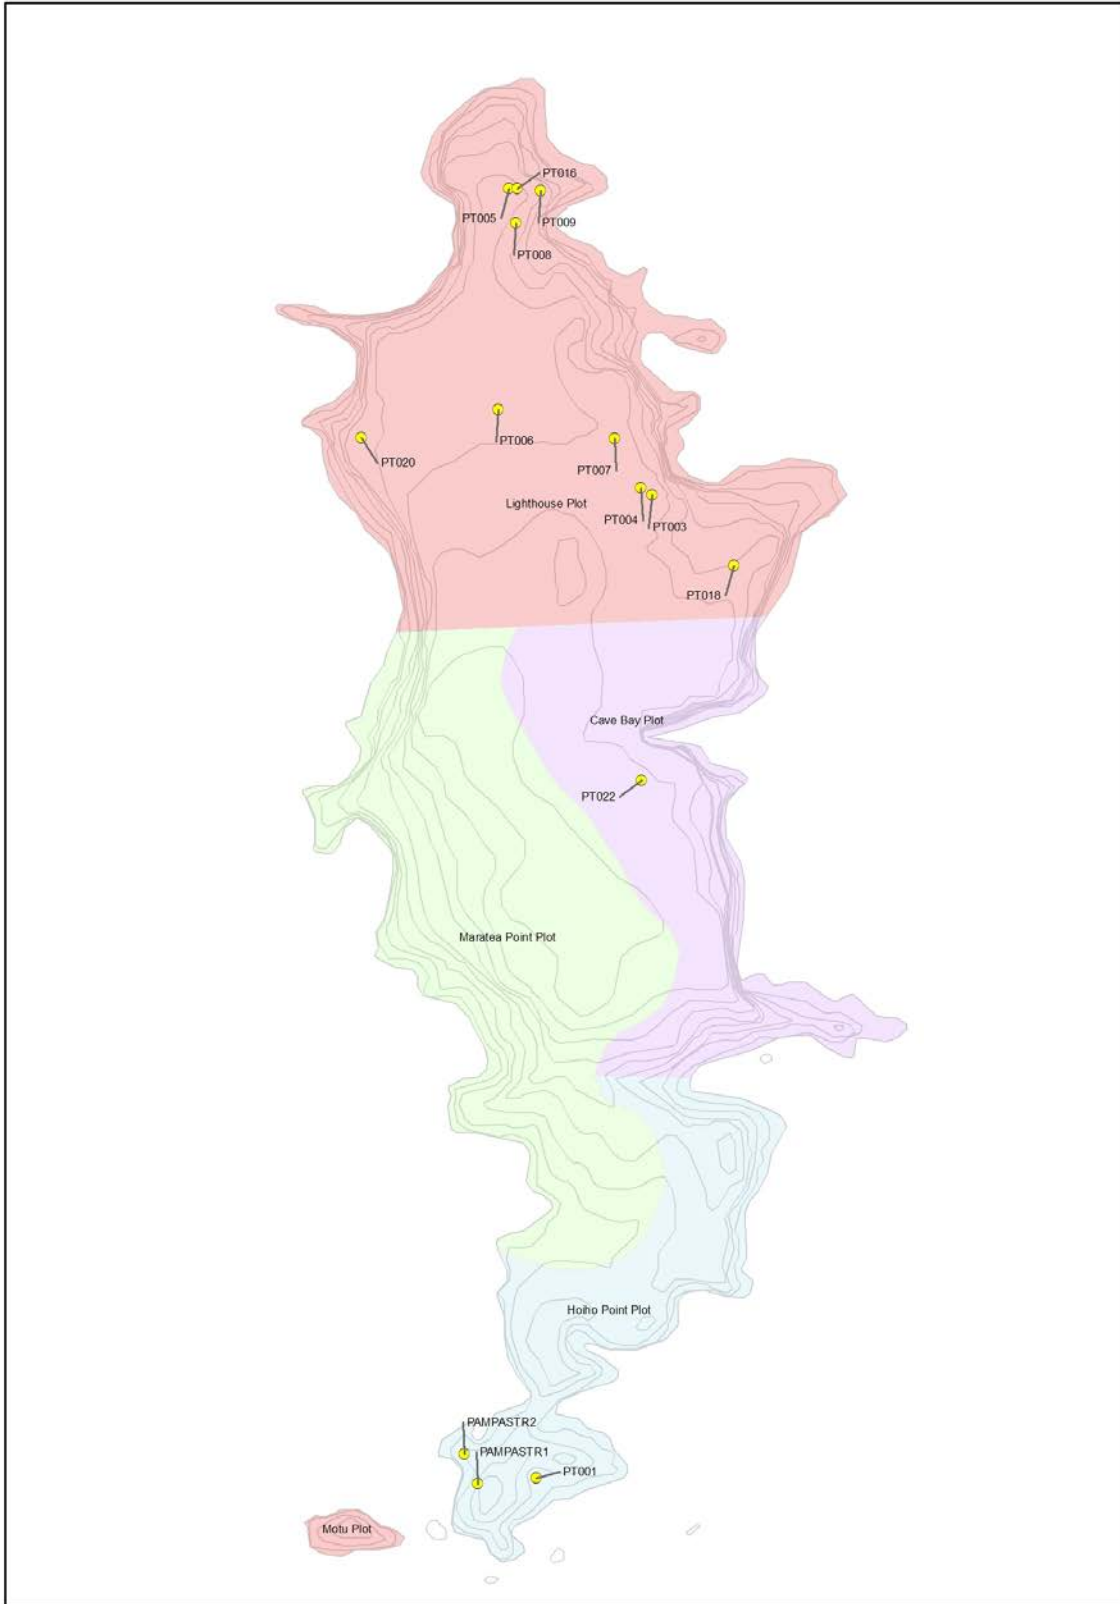 PT016
PT005
PT009
PT008
PT006
PT020
PT007
Lighthouse Plot
PT004
PT003
PT018
Cave Bay Plot
PT022
Maratea Point Plot
Hoiho Point Plot
PAMPASTR2
PAMPASTR1
PT001
Motu Plot